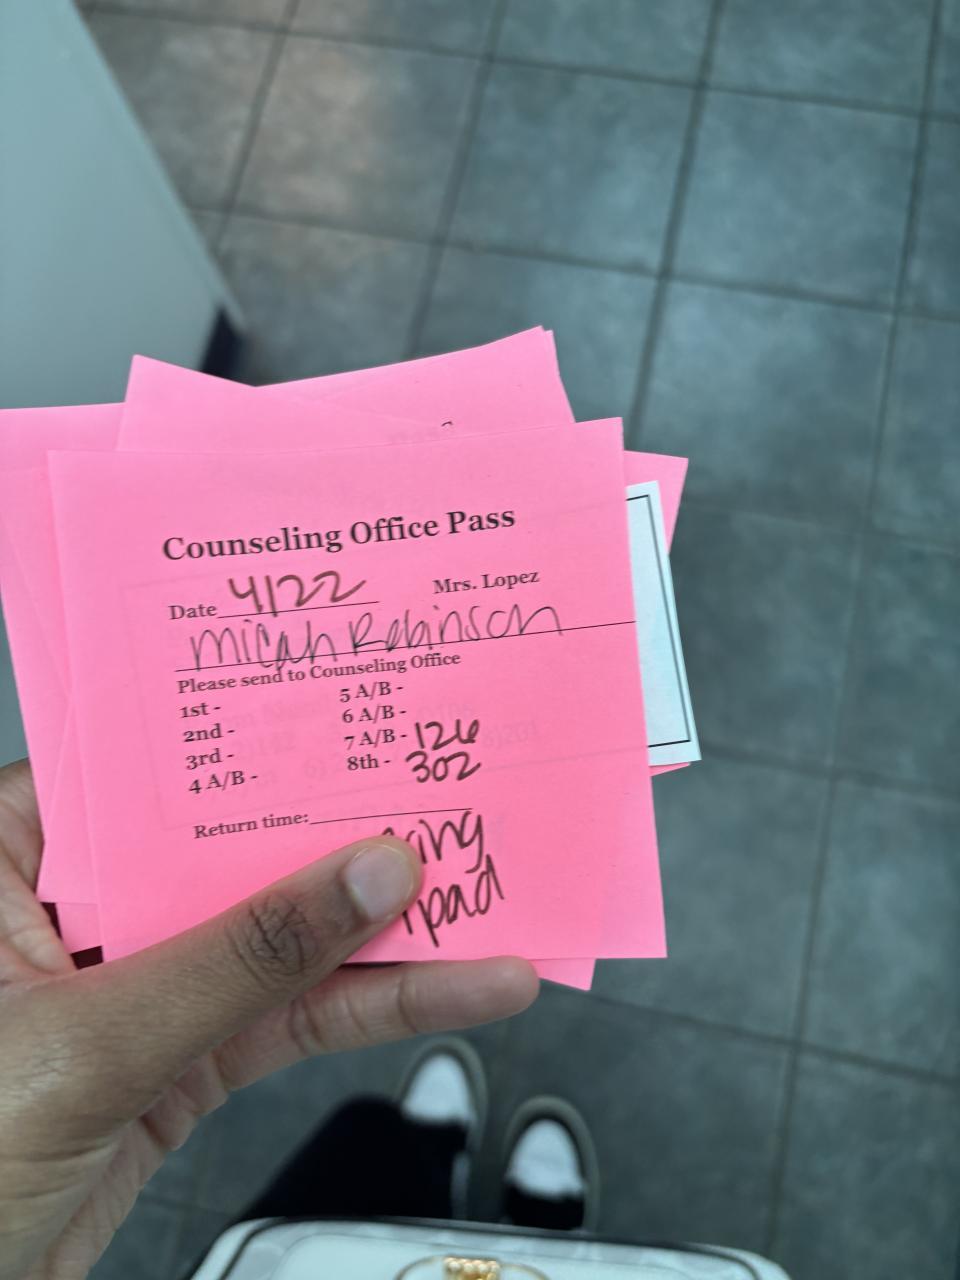 Counseling Office Pass
Date 4/22 Mrs. Lopez
Micah Robinson
Please send to Counseling Office
1st - 5 A/B -
2nd - 6 A/B -
3rd - 7 A/B - 126
4 A/B - 8th - 302
Return time:
ipad